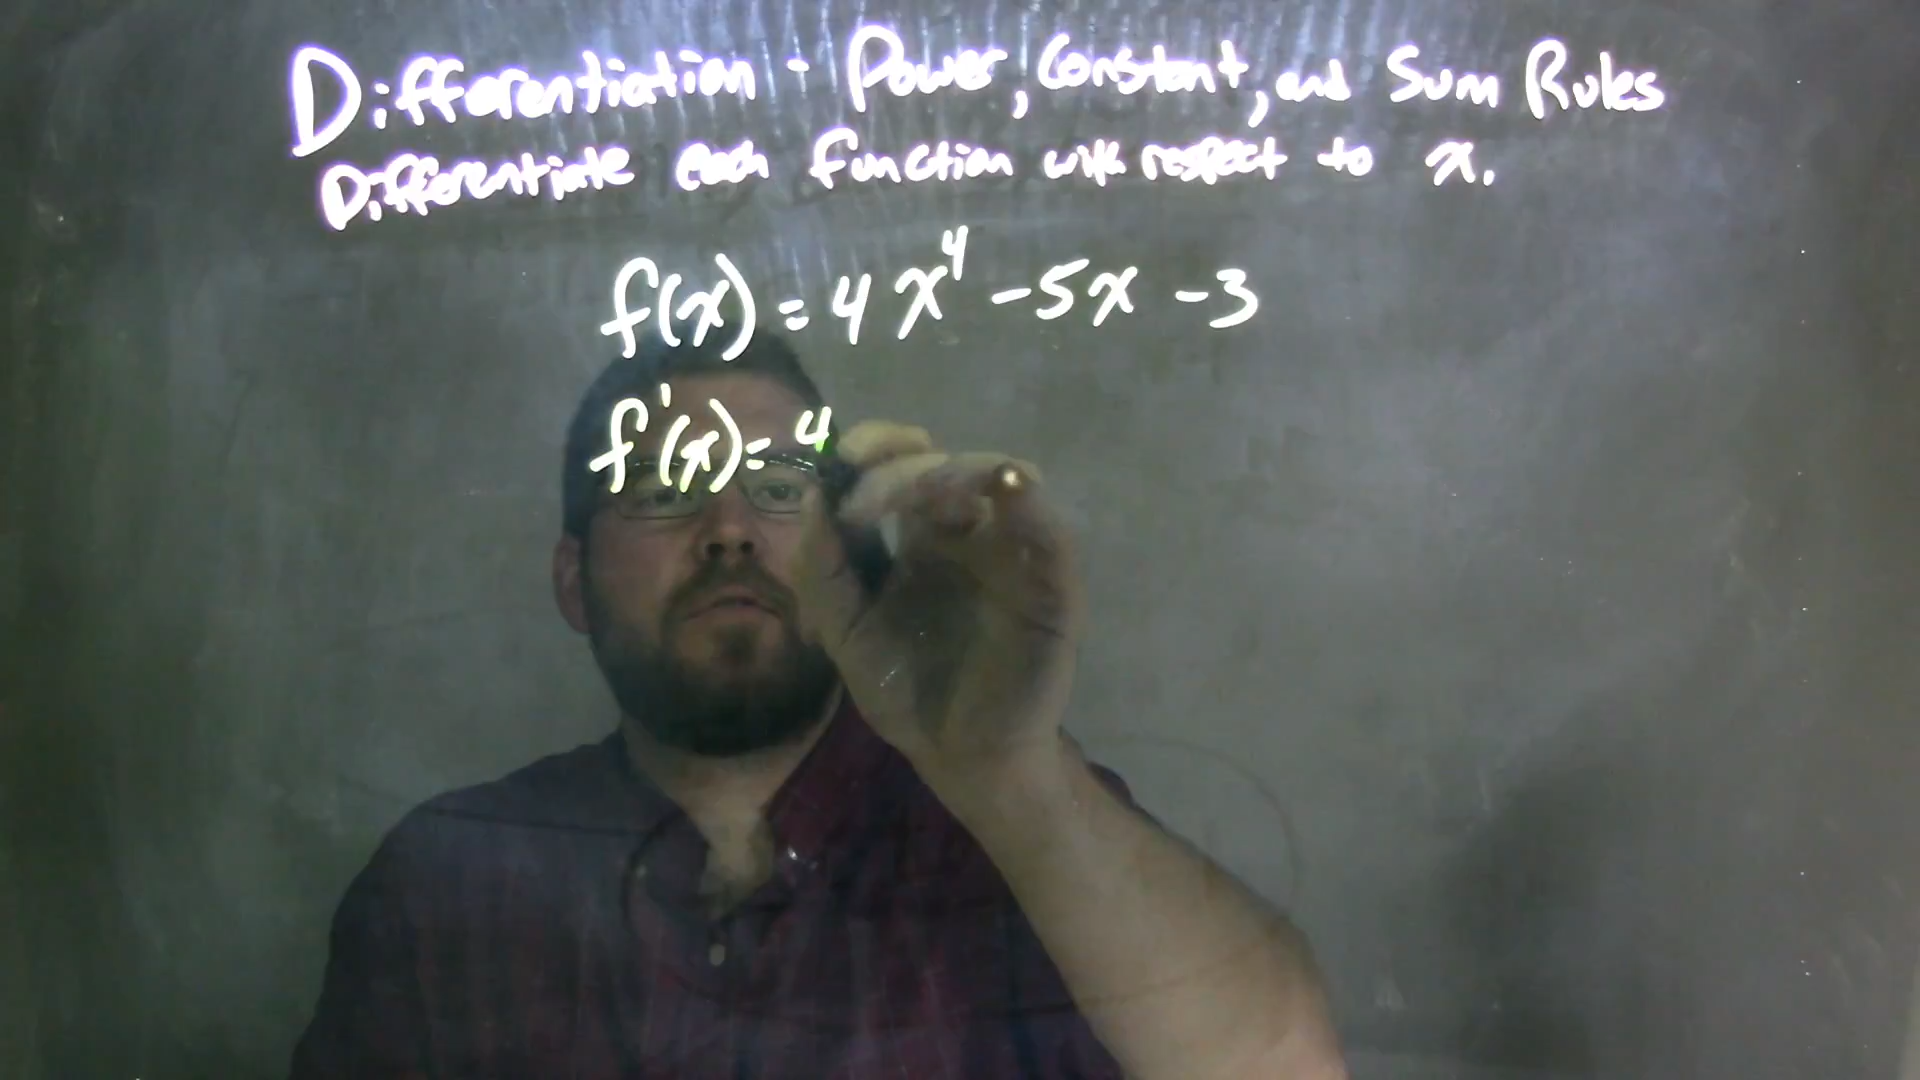 Differentiation - Power, Constant, and Sum Rules
Differentiate each function with respect to x.
f(x) = 4x⁴ - 5x - 3
f'(x) = 4